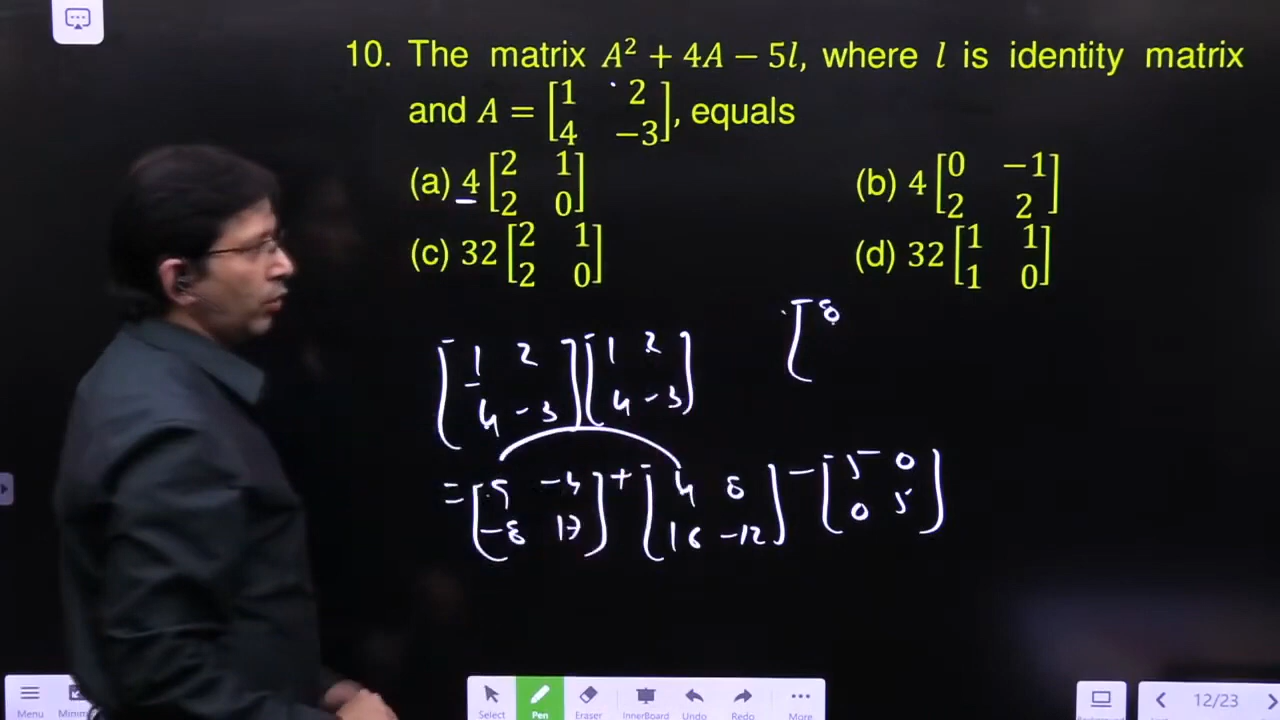 10. The matrix A² + 4A − 5l, where l is identity matrix
and A = [1 2; 4 −3], equals
(a) 4 [2 1; 2 0] (b) 4 [0 −1; 2 2]
(c) 32 [2 1; 2 0] (d) 32 [1 1; 1 0]
[1 2; 4 −3] [1 2; 4 −3] [8
= [9 −4; −8 17] + [4 8; 16 −12] − [5 0; 0 5]
Menu Select Pen Eraser InnerBoard Undo Redo More 12/23